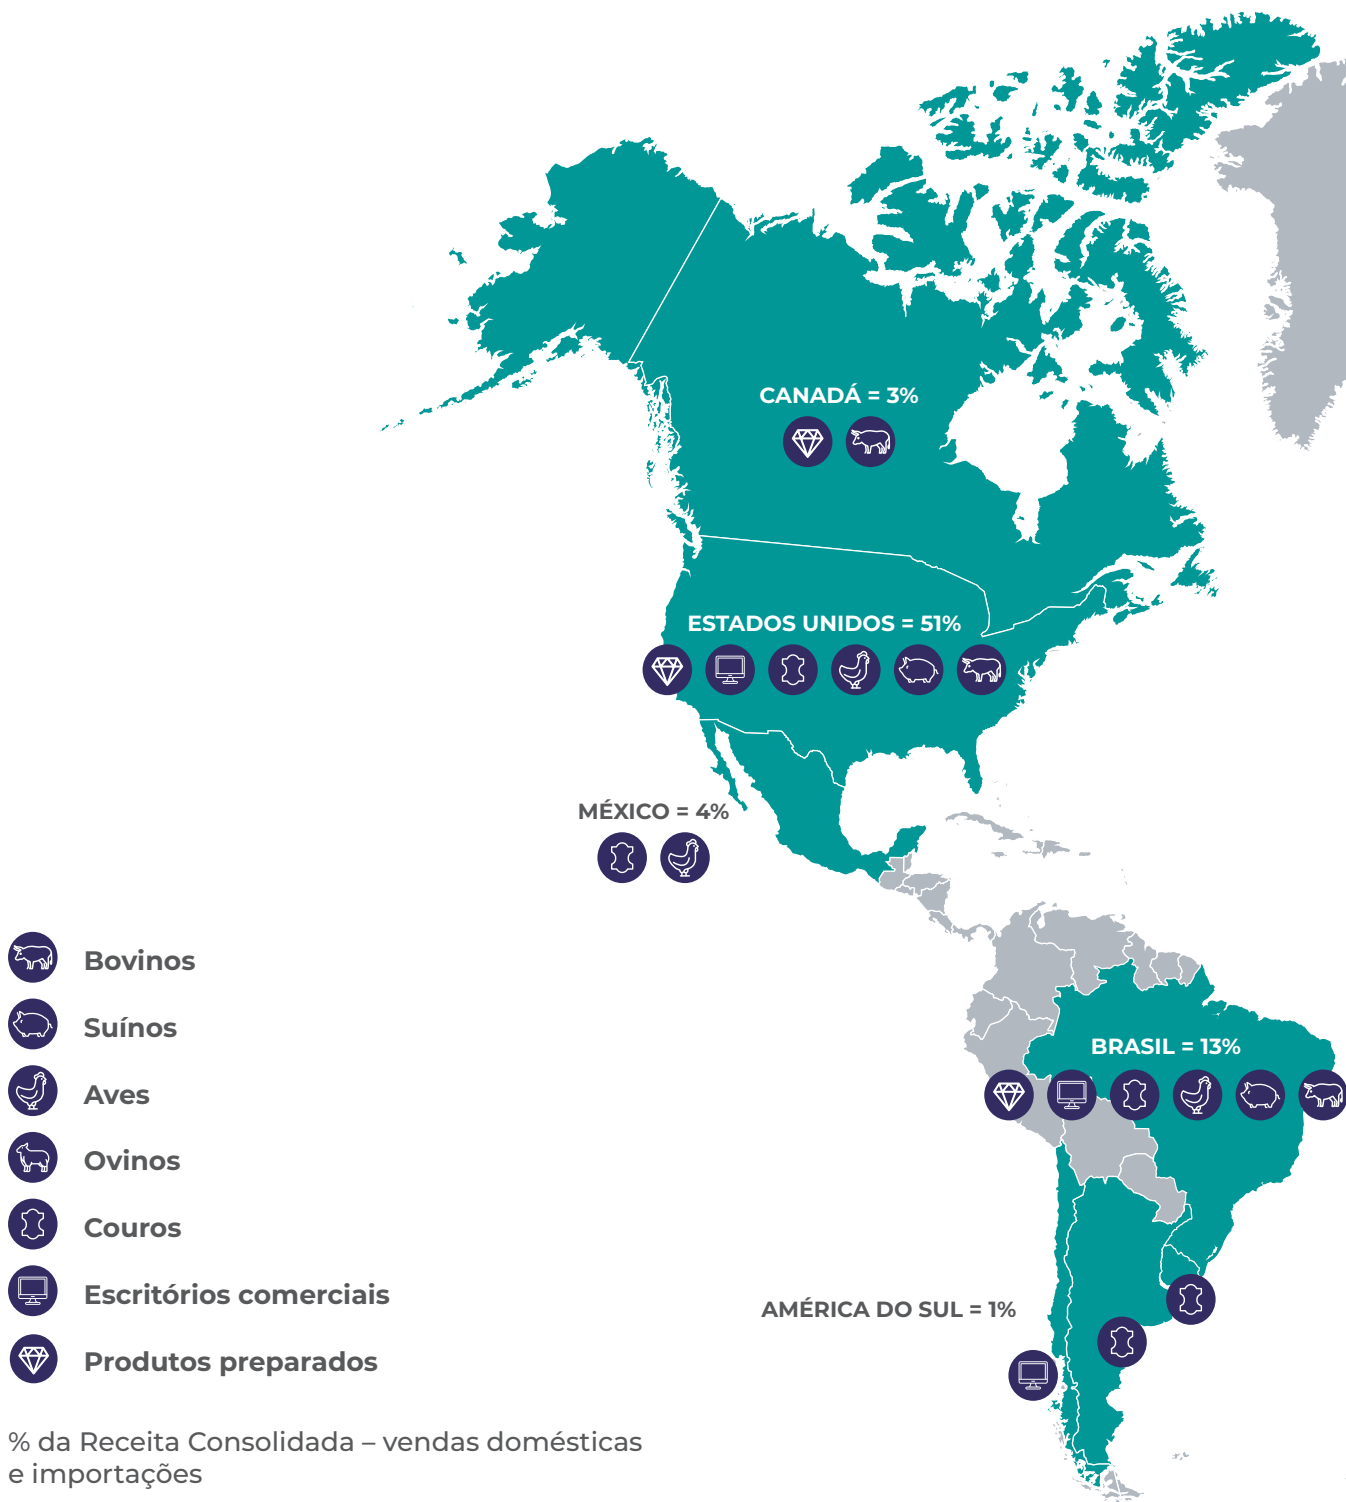 CANADÁ = 3%
ESTADOS UNIDOS = 51%
MÉXICO = 4%
BRASIL = 13%
AMÉRICA DO SUL = 1%
Bovinos
Suínos
Aves
Ovinos
Couros
Escritórios comerciais
Produtos preparados
% da Receita Consolidada – vendas domésticas
e importações